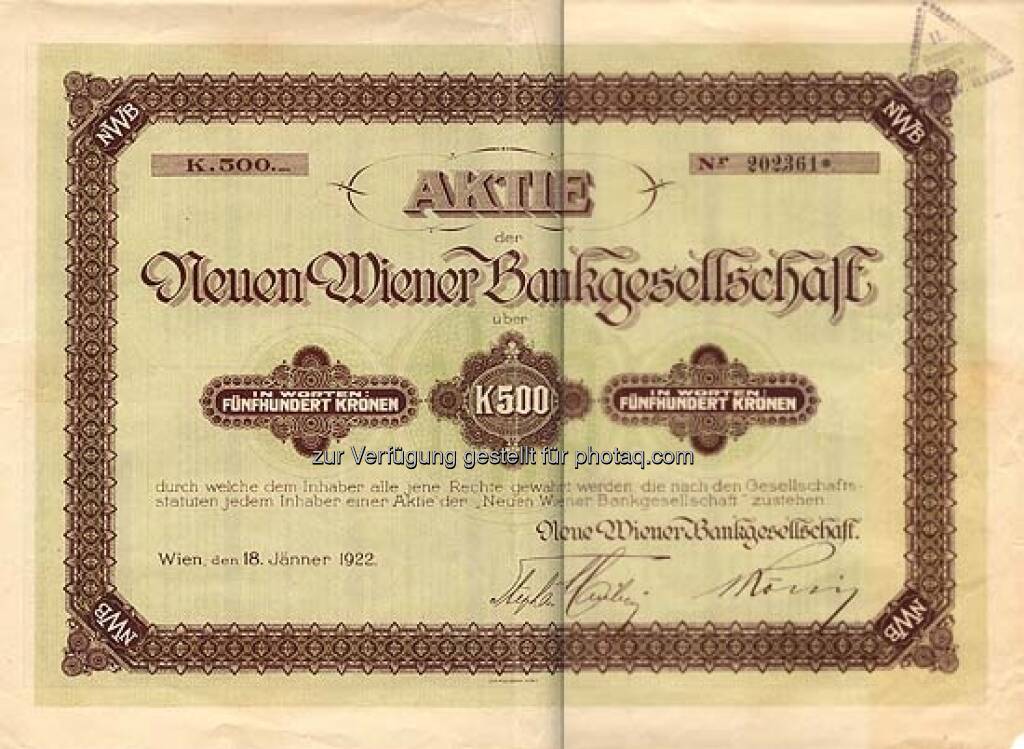 NWB
NWB
II.
K.500.—
Nr 202361*
AKTIE
der
Neuen Wiener Bankgesellschaft
über
IN WORTEN:
FÜNFHUNDERT KRONEN
K500
IN WORTEN:
FÜNFHUNDERT KRONEN
zur Verfügung gestellt für photaq.com
durch welche dem Inhaber alle jene Rechte gewahrt werden, die nach den Gesellschafts-
statuten jedem Inhaber einer Aktie der „Neuen Wiener Bankgesellschaft" zustehen.
Neue Wiener Bankgesellschaft.
Wien, den 18. Jänner 1922.
NWB
NWB